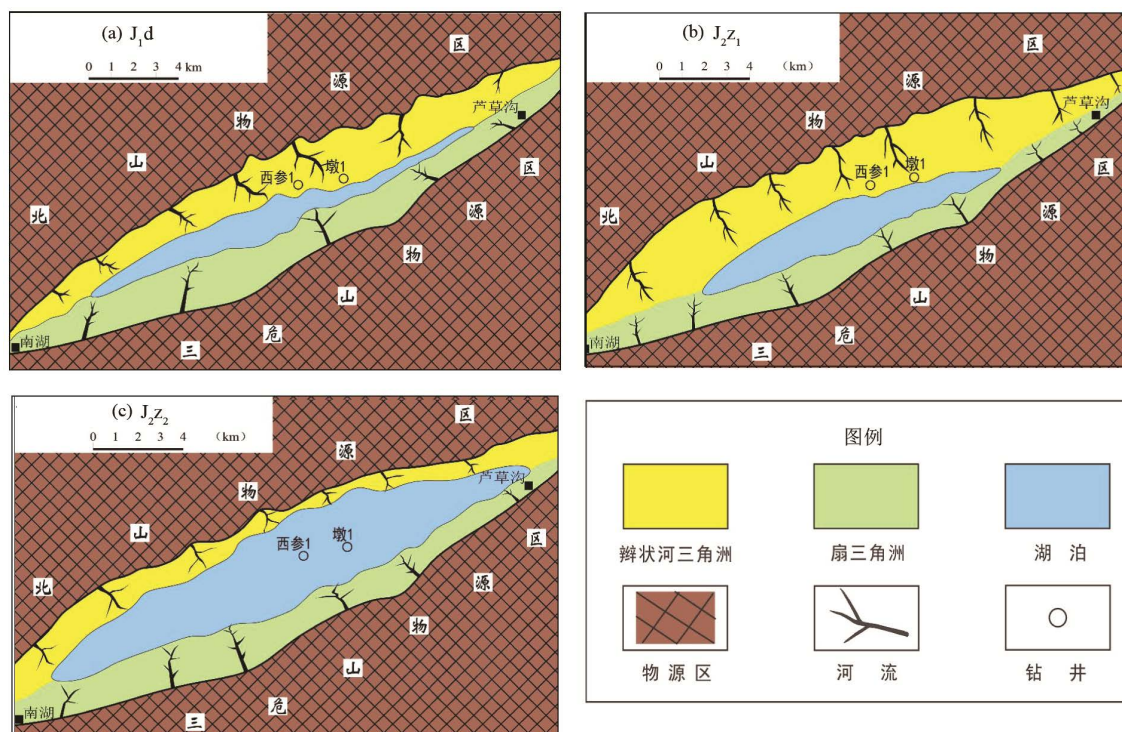 (a) J₁d
0 1 2 3 4 km
北 山 物 源 区
芦草沟
西参1
墩1
南湖
三 危 山 物 源 区
(b) J₂Z₁
0 1 2 3 4 （km）
北 山 物 源 区
芦草沟
西参1
墩1
南湖
三 危 山 物 源 区
(c) J₂Z₂
0 1 2 3 4 （km）
北 山 物 源 区
芦草沟
西参1
墩1
南湖
三 危 山 物 源 区
图例
辫状河三角洲
扇三角洲
湖 泊
物 源 区
河 流
钻 井